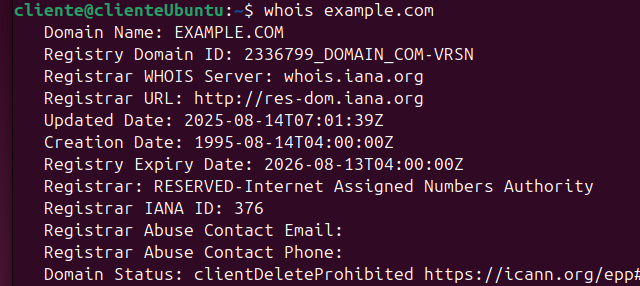 cliente@clienteUbuntu:~$ whois example.com
Domain Name: EXAMPLE.COM
Registry Domain ID: 2336799_DOMAIN_COM-VRSN
Registrar WHOIS Server: whois.iana.org
Registrar URL: http://res-dom.iana.org
Updated Date: 2025-08-14T07:01:39Z
Creation Date: 1995-08-14T04:00:00Z
Registry Expiry Date: 2026-08-13T04:00:00Z
Registrar: RESERVED-Internet Assigned Numbers Authority
Registrar IANA ID: 376
Registrar Abuse Contact Email:
Registrar Abuse Contact Phone:
Domain Status: clientDeleteProhibited https://icann.org/epp#